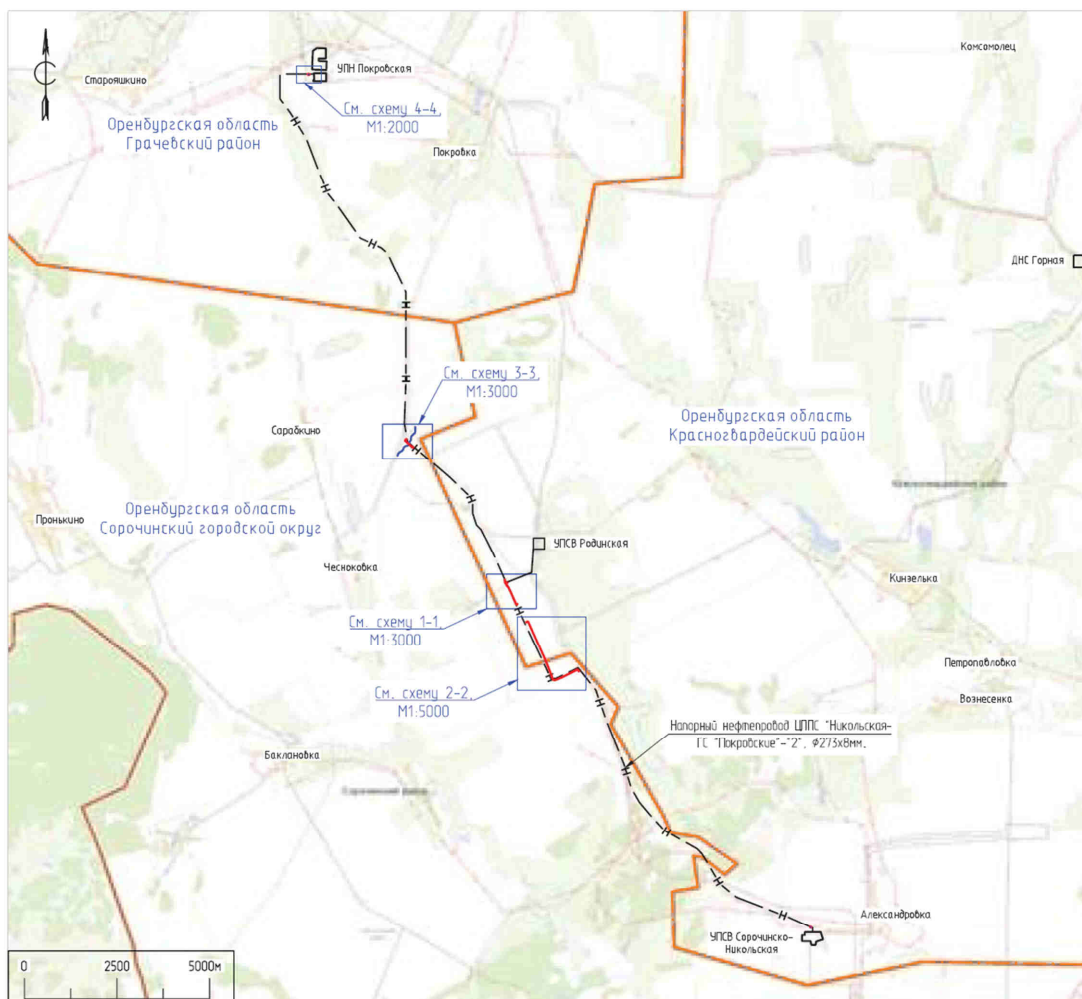 Комсомолец
Старояшкино
УПН Покровская
См. схему 4-4,
М1:2000
Оренбургская область
Грачевский район
Покровка
ДНС Горная
См. схему 3-3,
М1:3000
Сарабкино
Оренбургская область
Красногвардейский район
Оренбургская область
Сорочинский городской округ
Пронькино
УПСВ Родинская
Чесноковка
Кинзелька
См. схему 1-1,
М1:3000
Петропавловка
См. схему 2-2,
М1:5000
Вознесенка
Напорный нефтепровод ЦППС "Никольская-
ГС "Покровские"-"2", Ф273х8мм.
Баклановка
Александровка
УПСВ Сорочинско-
Никольская
0 2500 5000м